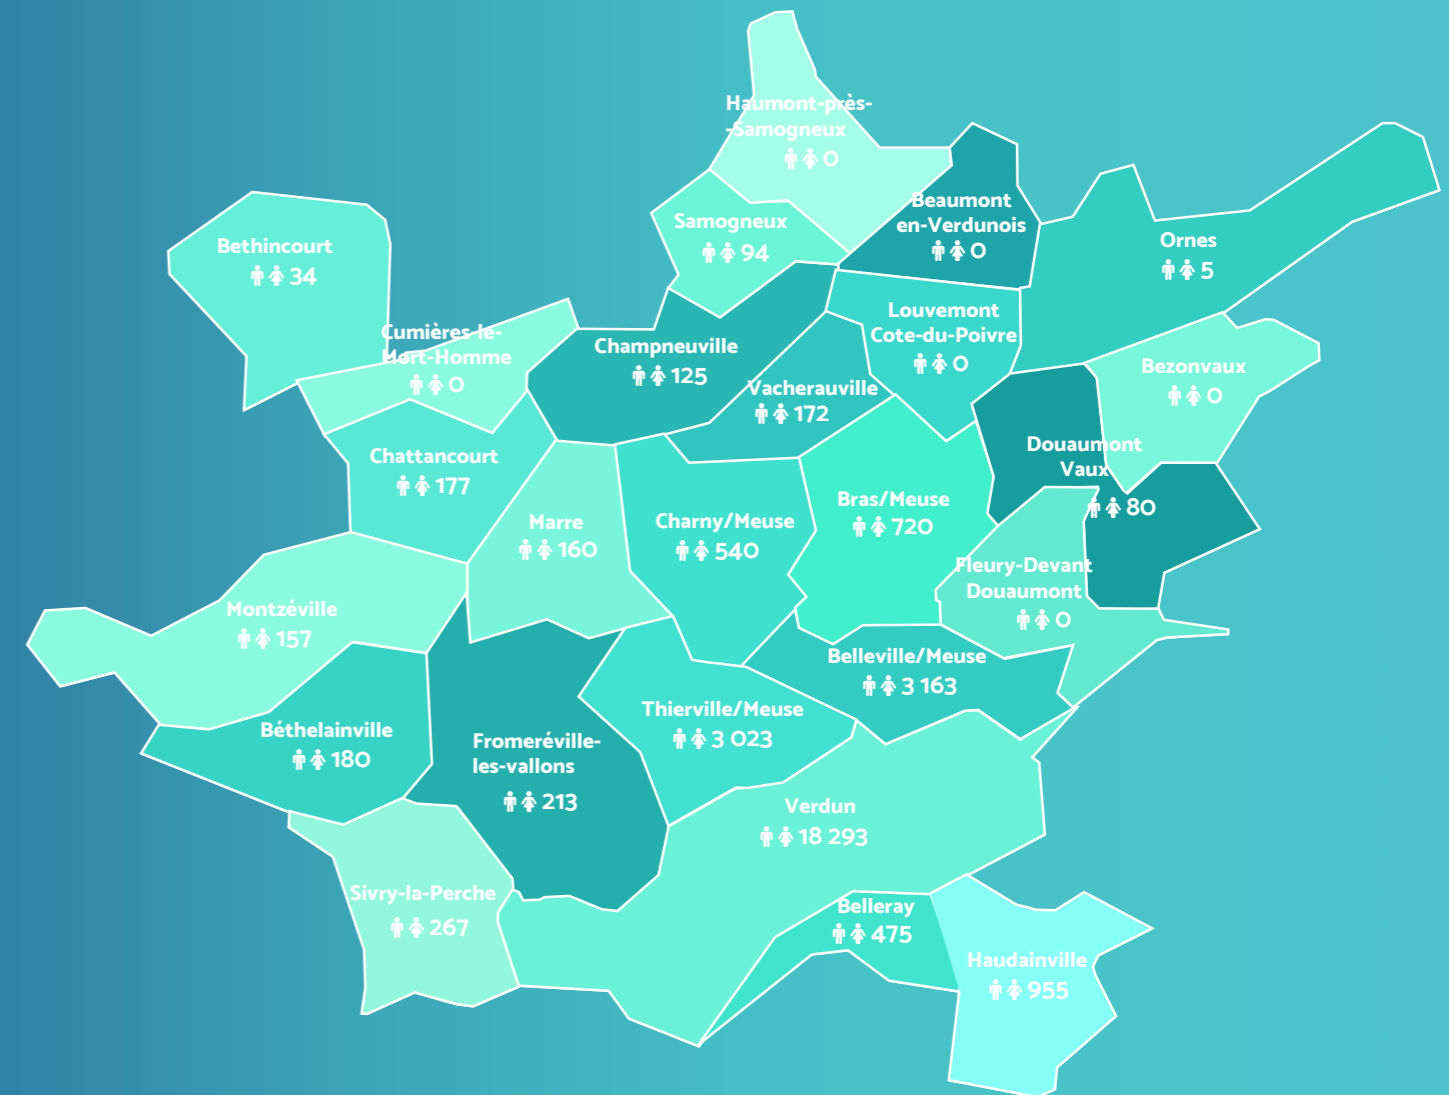 Haumont-près-
-Samogneux
0
Beaumont
en-Verdunois
0
Samogneux
94
Ornes
5
Bethincourt
34
Cumières-le-
Mort-Homme
0
Champneuville
125
Louvemont
Cote-du-Poivre
0
Vacherauville
172
Bezonvaux
0
Chattancourt
177
Douaumont
Vaux
80
Marre
160
Charny/Meuse
540
Bras/Meuse
720
Fleury-Devant
Douaumont
0
Montzéville
157
Belleville/Meuse
3 163
Béthelainville
180
Fromeréville-
les-vallons
213
Thierville/Meuse
3 023
Verdun
18 293
Sivry-la-Perche
267
Belleray
475
Haudainville
955